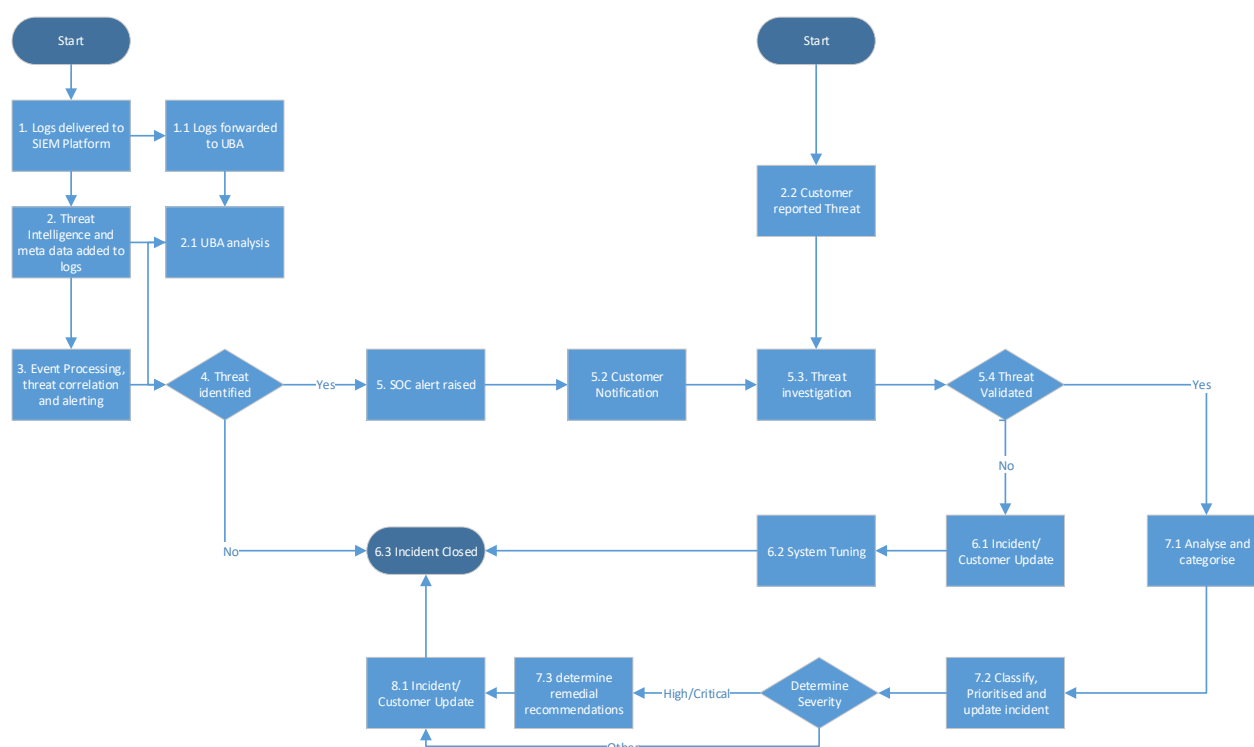 Start
Start
1. Logs delivered to
SIEM Platform
1.1 Logs forwarded
to UBA
2.2 Customer
reported Threat
2. Threat
Intelligence and
meta data added to
logs
2.1 UBA analysis
3. Event Processing,
threat correlation
and alerting
4. Threat
identified
Yes
5. SOC alert raised
5.2 Customer
Notification
5.3. Threat
investigation
5.4 Threat
Validated
Yes
No
No
6.3 Incident Closed
6.2 System Tuning
6.1 Incident/
Customer Update
7.1 Analyse and
categorise
8.1 Incident/
Customer Update
7.3 determine
remedial
recommendations
High/Critical
Determine
Severity
7.2 Classify,
Prioritised and
update incident
Other